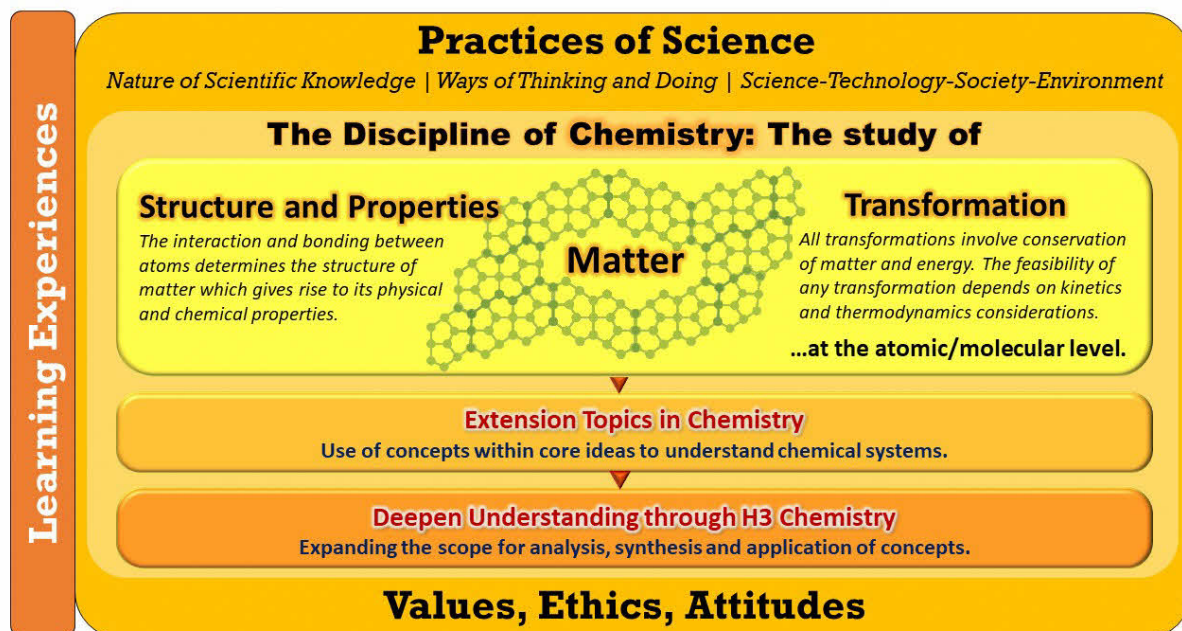 Learning Experiences
Practices of Science
Nature of Scientific Knowledge | Ways of Thinking and Doing | Science-Technology-Society-Environment
The Discipline of Chemistry: The study of
Structure and Properties
The interaction and bonding between
atoms determines the structure of
matter which gives rise to its physical
and chemical properties.
Matter
Transformation
All transformations involve conservation
of matter and energy. The feasibility of
any transformation depends on kinetics
and thermodynamics considerations.
...at the atomic/molecular level.
Extension Topics in Chemistry
Use of concepts within core ideas to understand chemical systems.
Deepen Understanding through H3 Chemistry
Expanding the scope for analysis, synthesis and application of concepts.
Values, Ethics, Attitudes